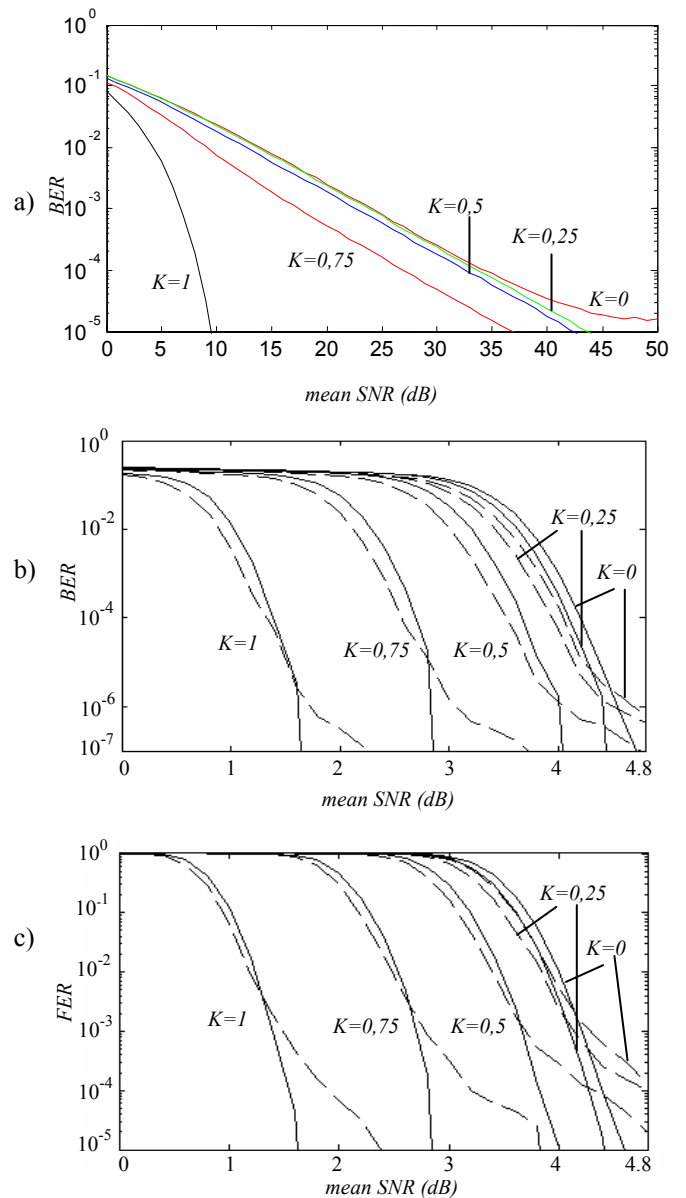 a)
BER
10^0
10^-1
10^-2
10^-3
10^-4
10^-5
K=1
K=0,75
K=0,5
K=0,25
K=0
0 5 10 15 20 25 30 35 40 45 50
mean SNR (dB)
b)
BER
10^0
10^-2
10^-4
10^-6
10^-7
K=1
K=0,75
K=0,5
K=0,25
K=0
0 1 2 3 4 4.8
mean SNR (dB)
c)
FER
10^0
10^-1
10^-2
10^-3
10^-4
10^-5
K=1
K=0,75
K=0,5
K=0,25
K=0
0 1 2 3 4 4.8
mean SNR (dB)